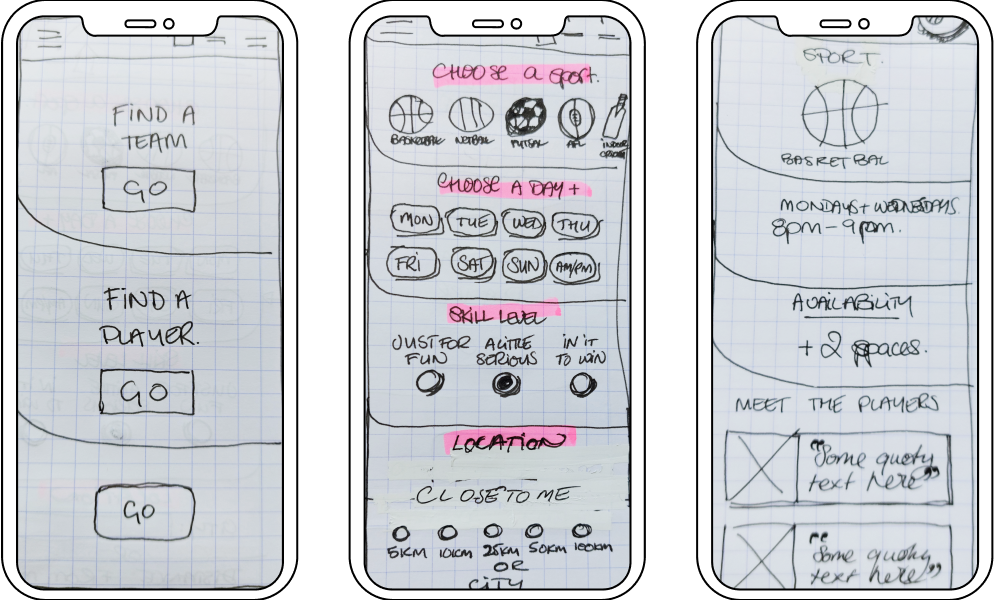 FIND A
TEAM
GO
FIND A
PLAYER.
GO
GO
CHOOSE a sport.
BASKETBALL NETBALL FUTSAL AFL INDOOR CRICKET
CHOOSE A DAY +
MON TUE WED THU
FRI SAT SUN AM/PM
SKILL LEVEL
JUST FOR FUN
A LITTLE SERIOUS
IN IT TO WIN
LOCATION
CLOSE TO ME
5KM 10KM 25KM 50KM 100KM
OR
CITY
SPORT.
BASKETBAL
MONDAYS + WEDNESDAYS
8pm - 9pm.
AVAILABILITY
+ 2 spaces.
MEET THE PLAYERS
"Some quoty
text here"
"Some quoty
text here"